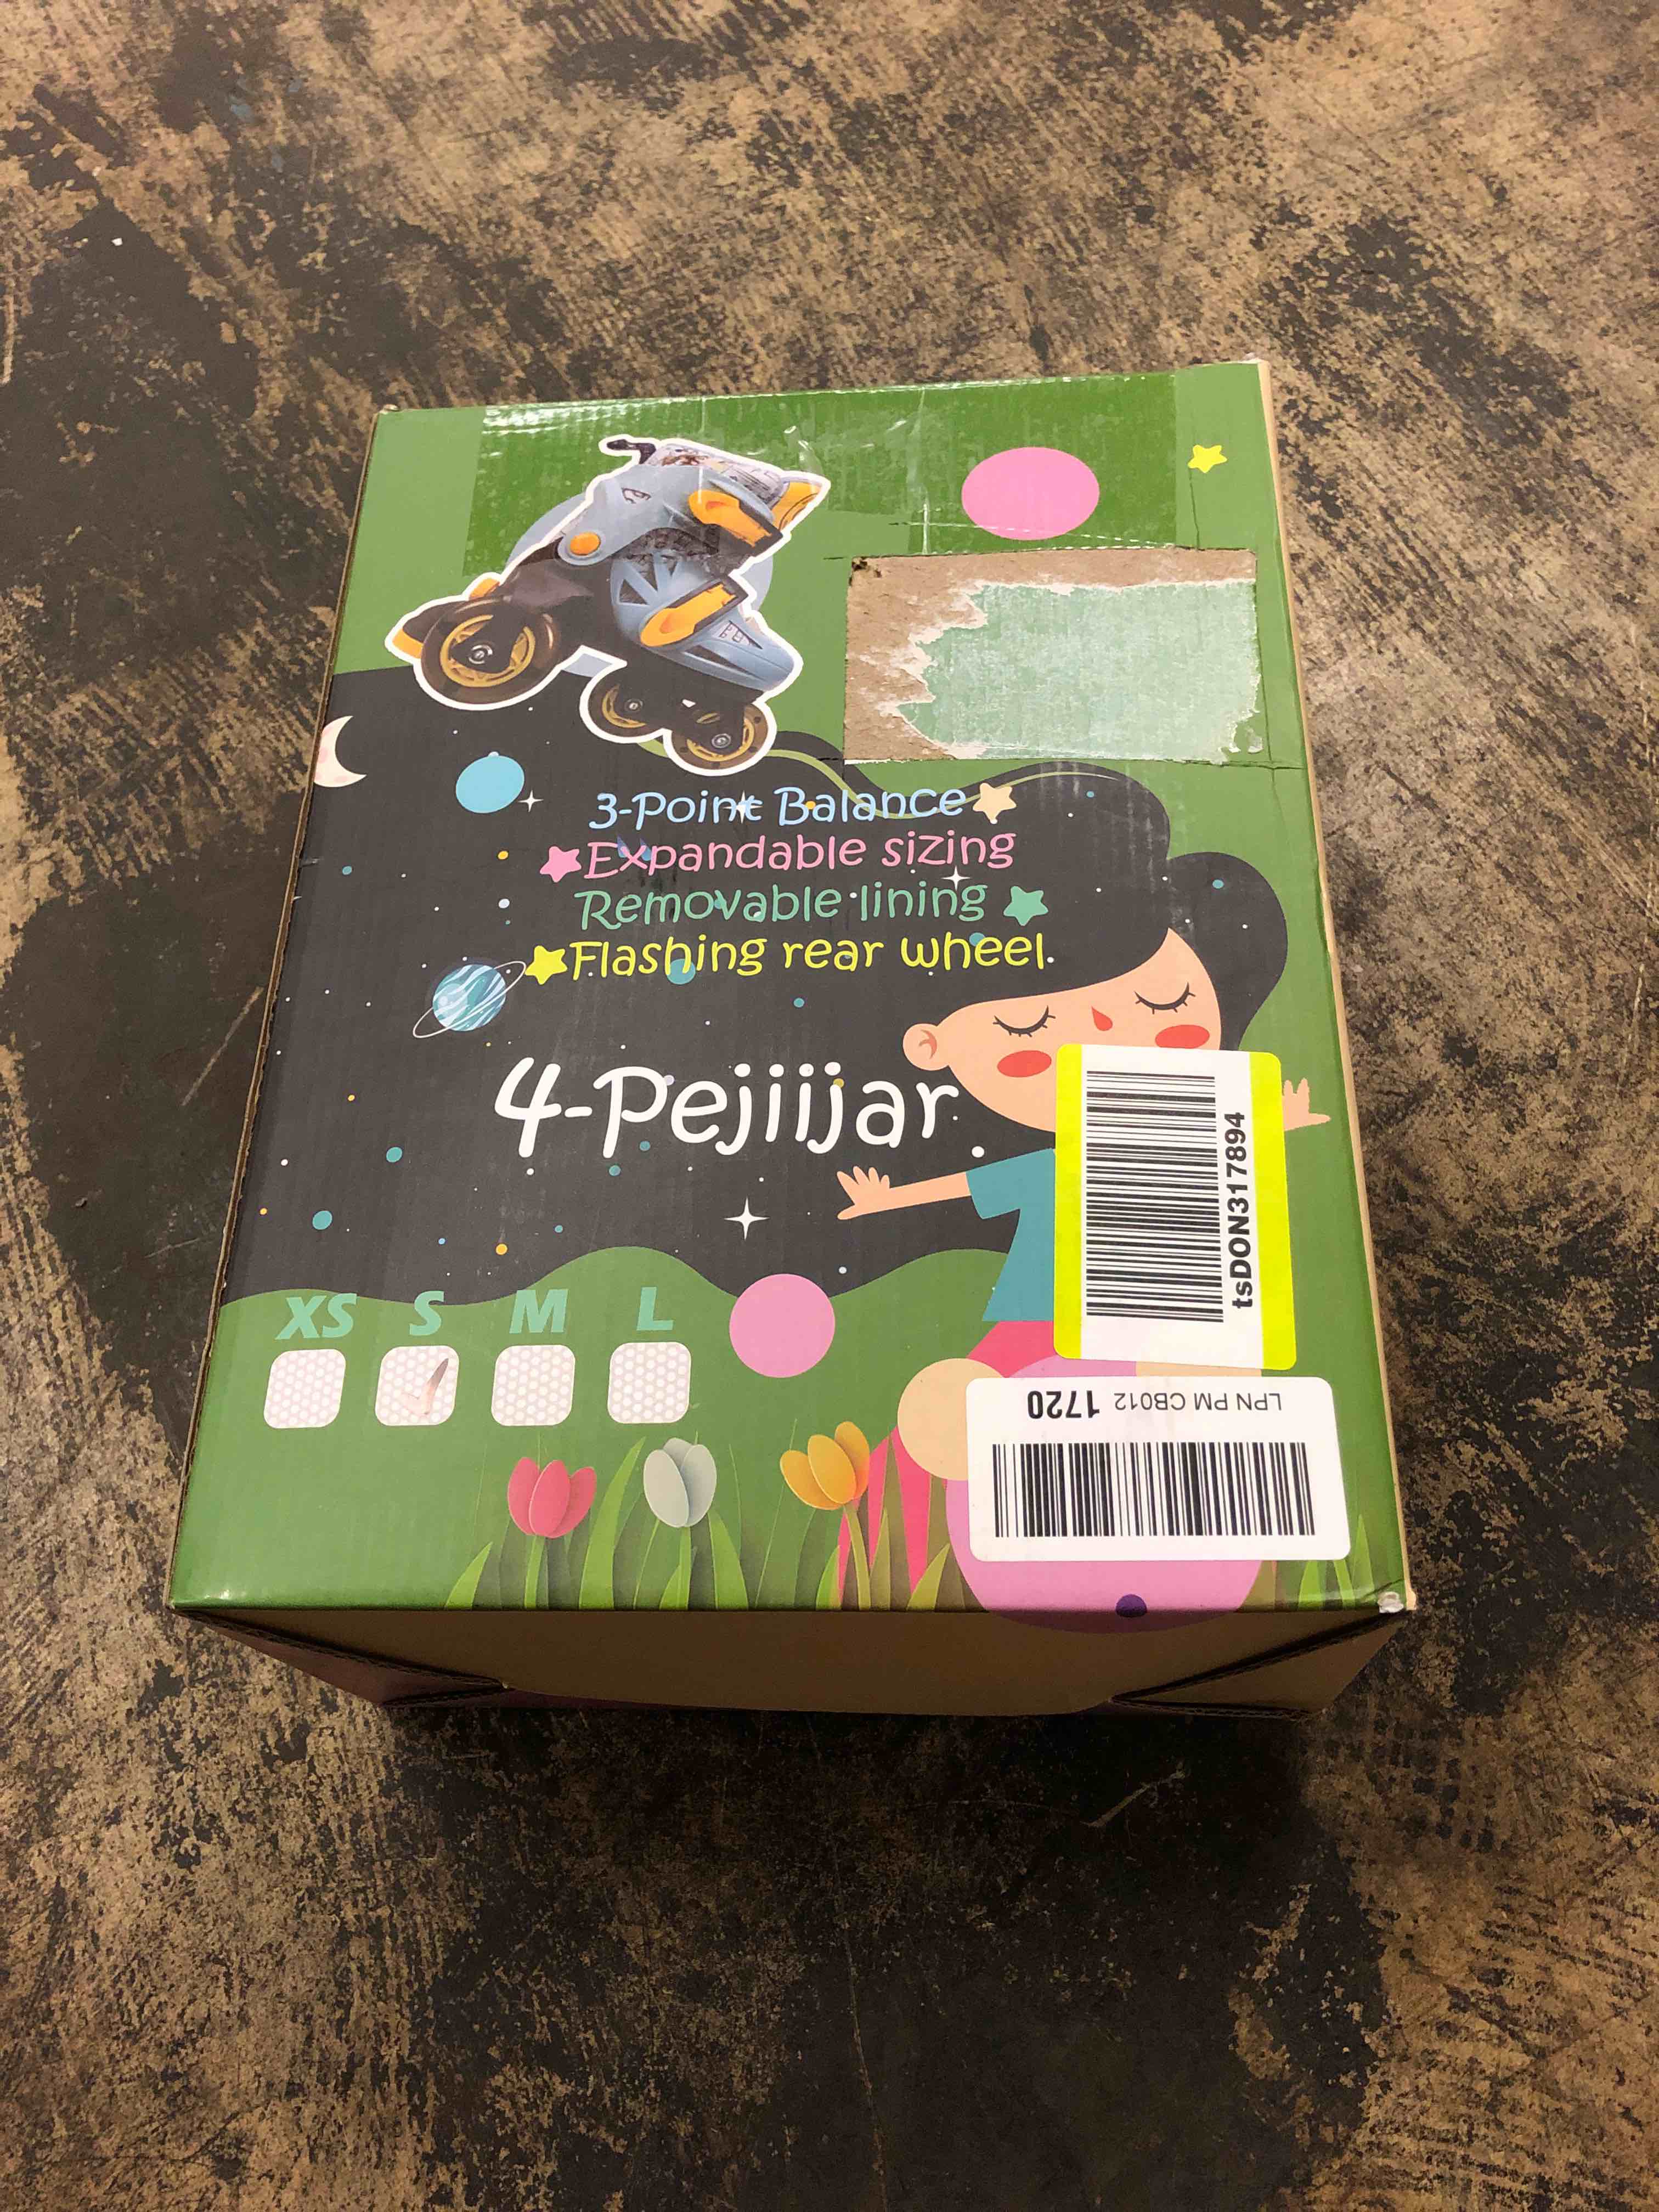 3-Point Balance
Expandable sizing
Removable lining
Flashing rear wheel
4-Pejiijar
XS S M L
tsDON317894
LPN PM CB012 1720